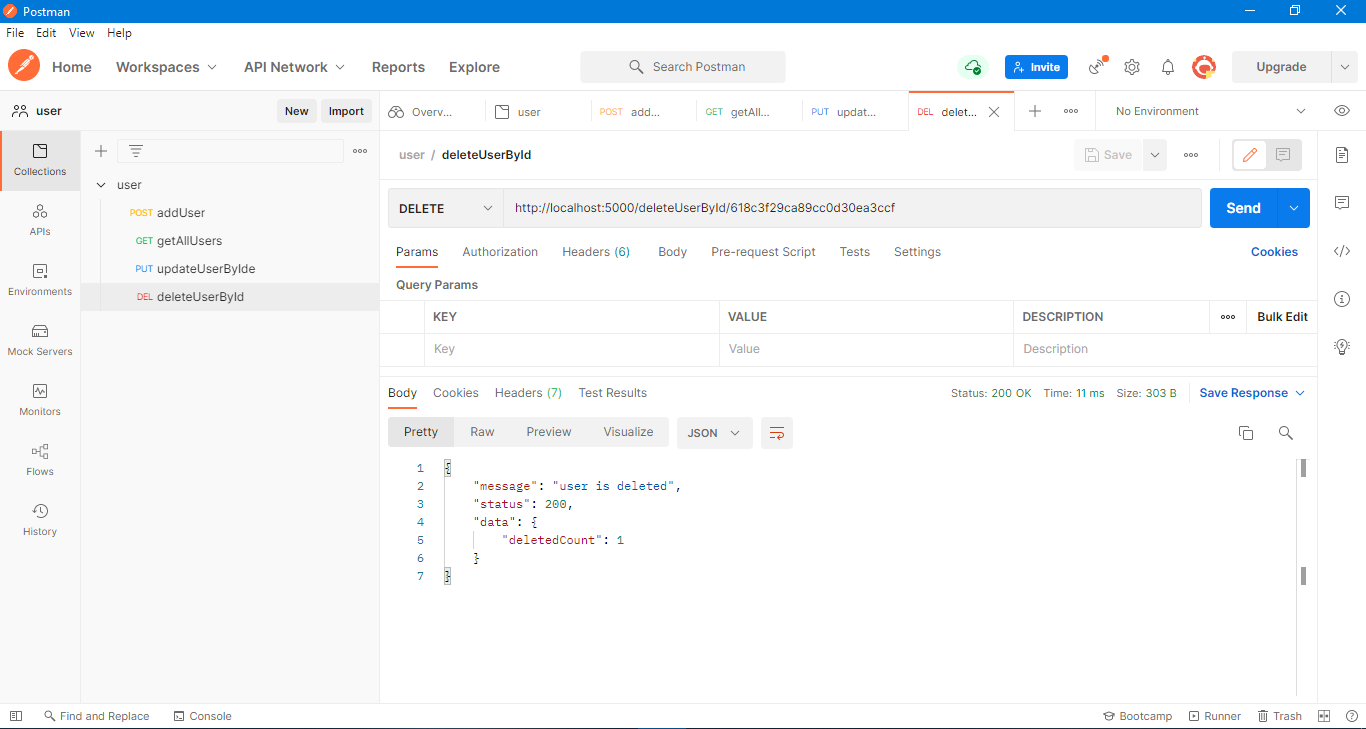 Postman
File Edit View Help
Home Workspaces API Network Reports Explore Search Postman Invite Upgrade
user New Import Overv... user POST add... GET getAll... PUT updat... DEL delet... No Environment
Collections
APIs
Environments
Mock Servers
Monitors
Flows
History
user
POST addUser
GET getAllUsers
PUT updateUserByIde
DEL deleteUserById
user / deleteUserById Save
DELETE http://localhost:5000/deleteUserById/618c3f29ca89cc0d30ea3ccf Send
Params Authorization Headers (6) Body Pre-request Script Tests Settings Cookies
Query Params
KEY VALUE DESCRIPTION Bulk Edit
Key Value Description
Body Cookies Headers (7) Test Results Status: 200 OK Time: 11 ms Size: 303 B Save Response
Pretty Raw Preview Visualize JSON
1 {
2 "message": "user is deleted",
3 "status": 200,
4 "data": {
5 "deletedCount": 1
6 }
7 }
Find and Replace Console Bootcamp Runner Trash